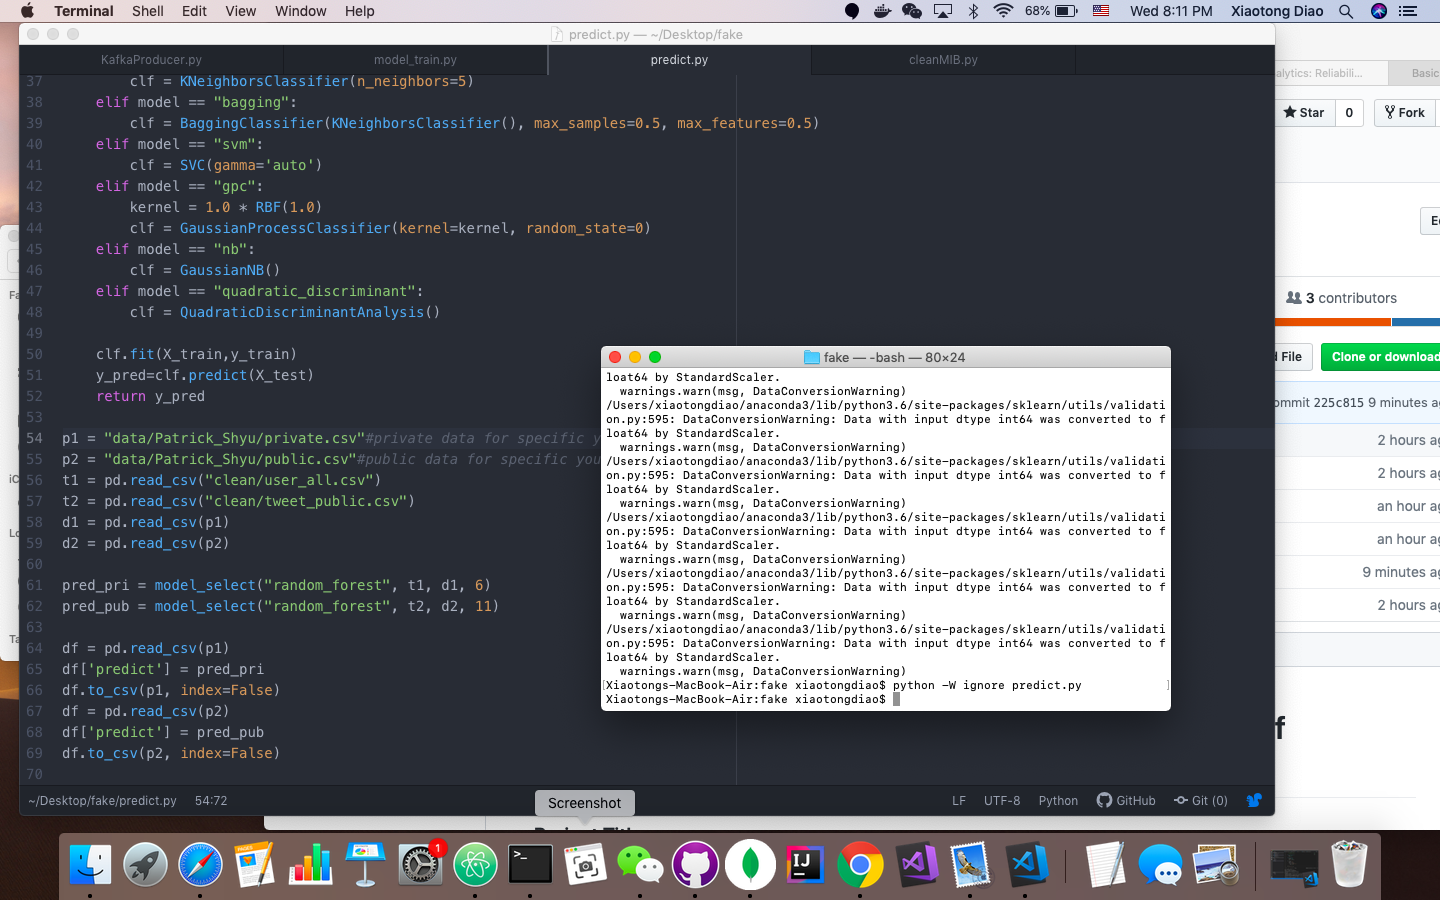 Terminal Shell Edit View Window Help
68% Wed 8:11 PM Xiaotong Diao
predict.py — ~/Desktop/fake
KafkaProducer.py model_train.py predict.py cleanMIB.py
37 clf = KNeighborsClassifier(n_neighbors=5)
38 elif model == "bagging":
39 clf = BaggingClassifier(KNeighborsClassifier(), max_samples=0.5, max_features=0.5)
40 elif model == "svm":
41 clf = SVC(gamma='auto')
42 elif model == "gpc":
43 kernel = 1.0 * RBF(1.0)
44 clf = GaussianProcessClassifier(kernel=kernel, random_state=0)
45 elif model == "nb":
46 clf = GaussianNB()
47 elif model == "quadratic_discriminant":
48 clf = QuadraticDiscriminantAnalysis()
49
50 clf.fit(X_train,y_train)
51 y_pred=clf.predict(X_test)
52 return y_pred
53
54 p1 = "data/Patrick_Shyu/private.csv"#private data for specific y
55 p2 = "data/Patrick_Shyu/public.csv"#public data for specific you
56 t1 = pd.read_csv("clean/user_all.csv")
57 t2 = pd.read_csv("clean/tweet_public.csv")
58 d1 = pd.read_csv(p1)
59 d2 = pd.read_csv(p2)
60
61 pred_pri = model_select("random_forest", t1, d1, 6)
62 pred_pub = model_select("random_forest", t2, d2, 11)
63
64 df = pd.read_csv(p1)
65 df['predict'] = pred_pri
66 df.to_csv(p1, index=False)
67 df = pd.read_csv(p2)
68 df['predict'] = pred_pub
69 df.to_csv(p2, index=False)
70
~/Desktop/fake/predict.py 54:72
LF UTF-8 Python GitHub Git (0)
fake — -bash — 80×24
loat64 by StandardScaler.
warnings.warn(msg, DataConversionWarning)
/Users/xiaotongdiao/anaconda3/lib/python3.6/site-packages/sklearn/utils/validati
on.py:595: DataConversionWarning: Data with input dtype int64 was converted to f
loat64 by StandardScaler.
warnings.warn(msg, DataConversionWarning)
/Users/xiaotongdiao/anaconda3/lib/python3.6/site-packages/sklearn/utils/validati
on.py:595: DataConversionWarning: Data with input dtype int64 was converted to f
loat64 by StandardScaler.
warnings.warn(msg, DataConversionWarning)
/Users/xiaotongdiao/anaconda3/lib/python3.6/site-packages/sklearn/utils/validati
on.py:595: DataConversionWarning: Data with input dtype int64 was converted to f
loat64 by StandardScaler.
warnings.warn(msg, DataConversionWarning)
/Users/xiaotongdiao/anaconda3/lib/python3.6/site-packages/sklearn/utils/validati
on.py:595: DataConversionWarning: Data with input dtype int64 was converted to f
loat64 by StandardScaler.
warnings.warn(msg, DataConversionWarning)
/Users/xiaotongdiao/anaconda3/lib/python3.6/site-packages/sklearn/utils/validati
on.py:595: DataConversionWarning: Data with input dtype int64 was converted to f
loat64 by StandardScaler.
warnings.warn(msg, DataConversionWarning)
[Xiaotongs-MacBook-Air:fake xiaotongdiao$ python -W ignore predict.py ]
Xiaotongs-MacBook-Air:fake xiaotongdiao$
alytics: Reliabili... Basic
Star 0 Fork
3 contributors
d File Clone or download
ommit 225c815 9 minutes ag
2 hours ag
2 hours ag
an hour ag
an hour ag
9 minutes ag
2 hours ag
f
Fa
iC
Lo
Ta
Screenshot
PAGES
1
>_
IJ